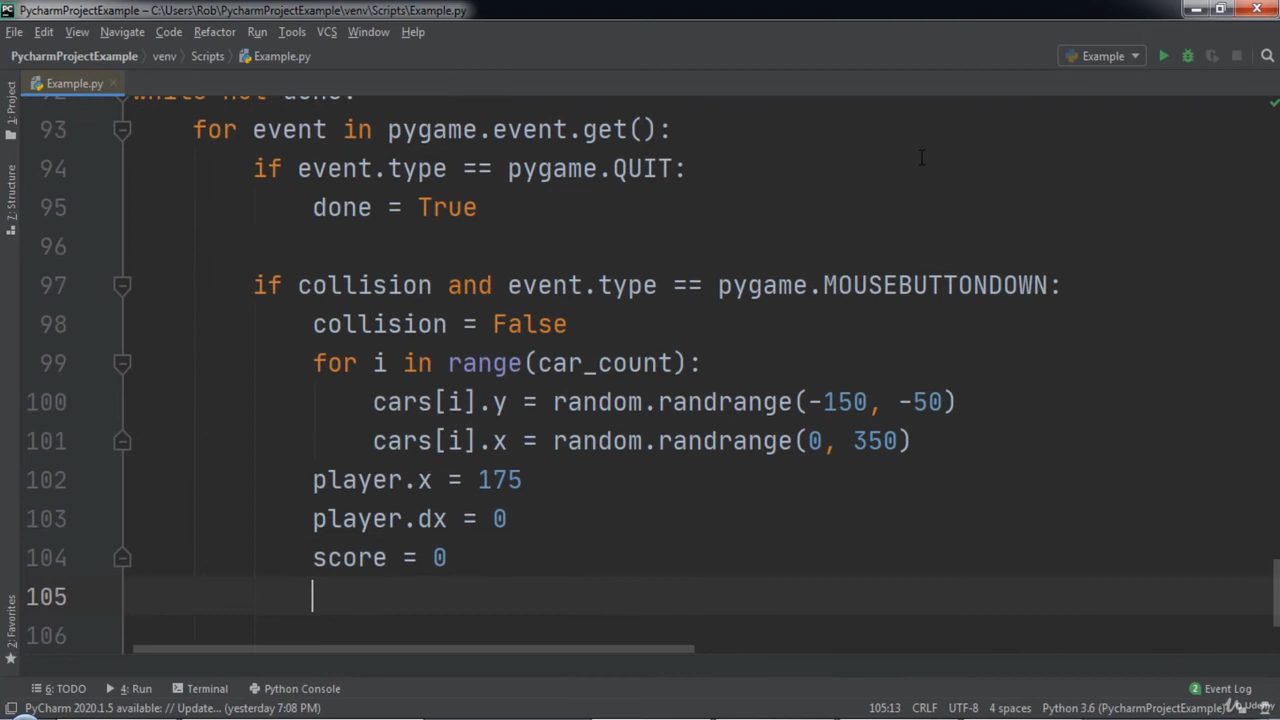 PycharmProjectExample – C:\Users\Rob\PycharmProjectExample\venv\Scripts\Example.py
File Edit View Navigate Code Refactor Run Tools VCS Window Help
PycharmProjectExample venv Scripts Example.py Example
Example.py
1: Project
7: Structure
2: Favorites
92 while not done:
93 for event in pygame.event.get():
94 if event.type == pygame.QUIT:
95 done = True
96
97 if collision and event.type == pygame.MOUSEBUTTONDOWN:
98 collision = False
99 for i in range(car_count):
100 cars[i].y = random.randrange(-150, -50)
101 cars[i].x = random.randrange(0, 350)
102 player.x = 175
103 player.dx = 0
104 score = 0
105
106
6: TODO 4: Run Terminal Python Console 2 Event Log
PyCharm 2020.1.5 available: // Update... (yesterday 7:08 PM) 105:13 CRLF UTF-8 4 spaces Python 3.6 (PycharmProjectExample)
Udemy